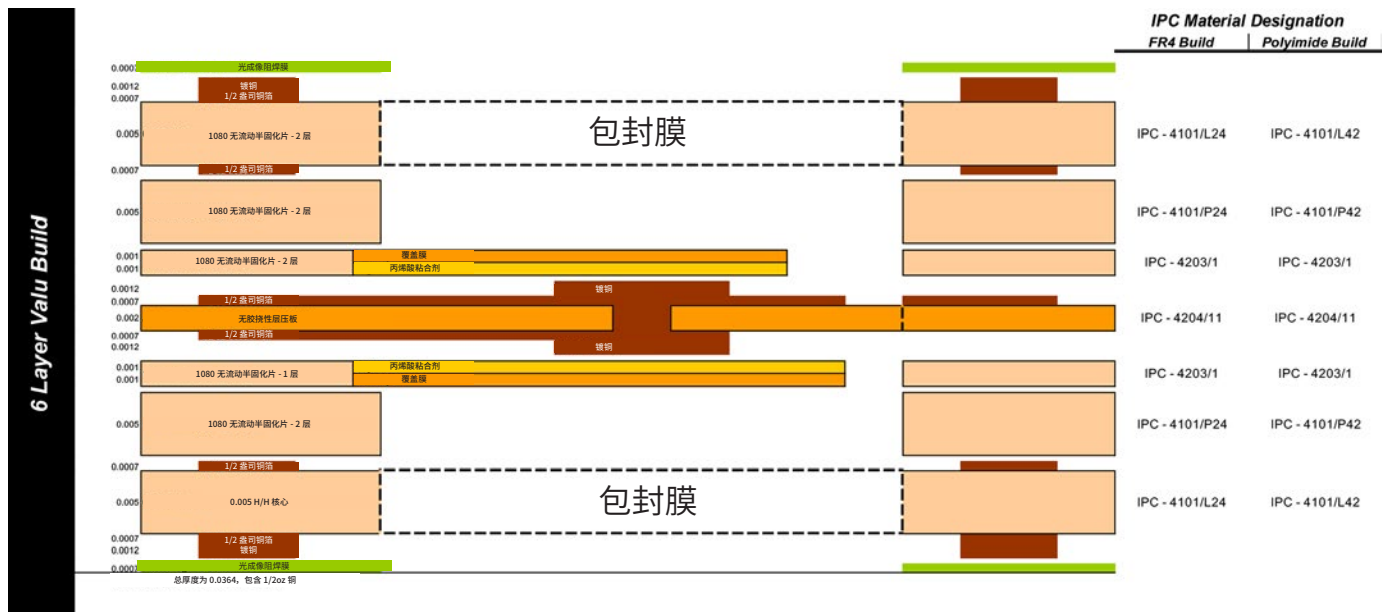 IPC Material Designation
FR4 Build
Polyimide Build
6 Layer Valu Build
光成像阻焊膜
0.0012
镀铜
0.0007
1/2 盎司铜箔
0.005
1080 无流动半固化片 - 2 层
包封膜
IPC - 4101/L24
IPC - 4101/L42
0.0007
1/2 盎司铜箔
0.005
1080 无流动半固化片 - 2 层
IPC - 4101/P24
IPC - 4101/P42
0.001
0.001
1080 无流动半固化片 - 2 层
覆盖膜
丙烯酸粘合剂
IPC - 4203/1
IPC - 4203/1
0.0012
镀铜
0.0007
1/2 盎司铜箔
0.002
无胶挠性层压板
IPC - 4204/11
IPC - 4204/11
0.0007
1/2 盎司铜箔
0.0012
镀铜
0.001
0.001
1080 无流动半固化片 - 1 层
丙烯酸粘合剂
覆盖膜
IPC - 4203/1
IPC - 4203/1
0.005
1080 无流动半固化片 - 2 层
IPC - 4101/P24
IPC - 4101/P42
0.0007
1/2 盎司铜箔
0.005
0.005 H/H 核心
包封膜
IPC - 4101/L24
IPC - 4101/L42
0.0007
1/2 盎司铜箔
0.0012
镀铜
光成像阻焊膜
总厚度为 0.0364，包含 1/2oz 铜